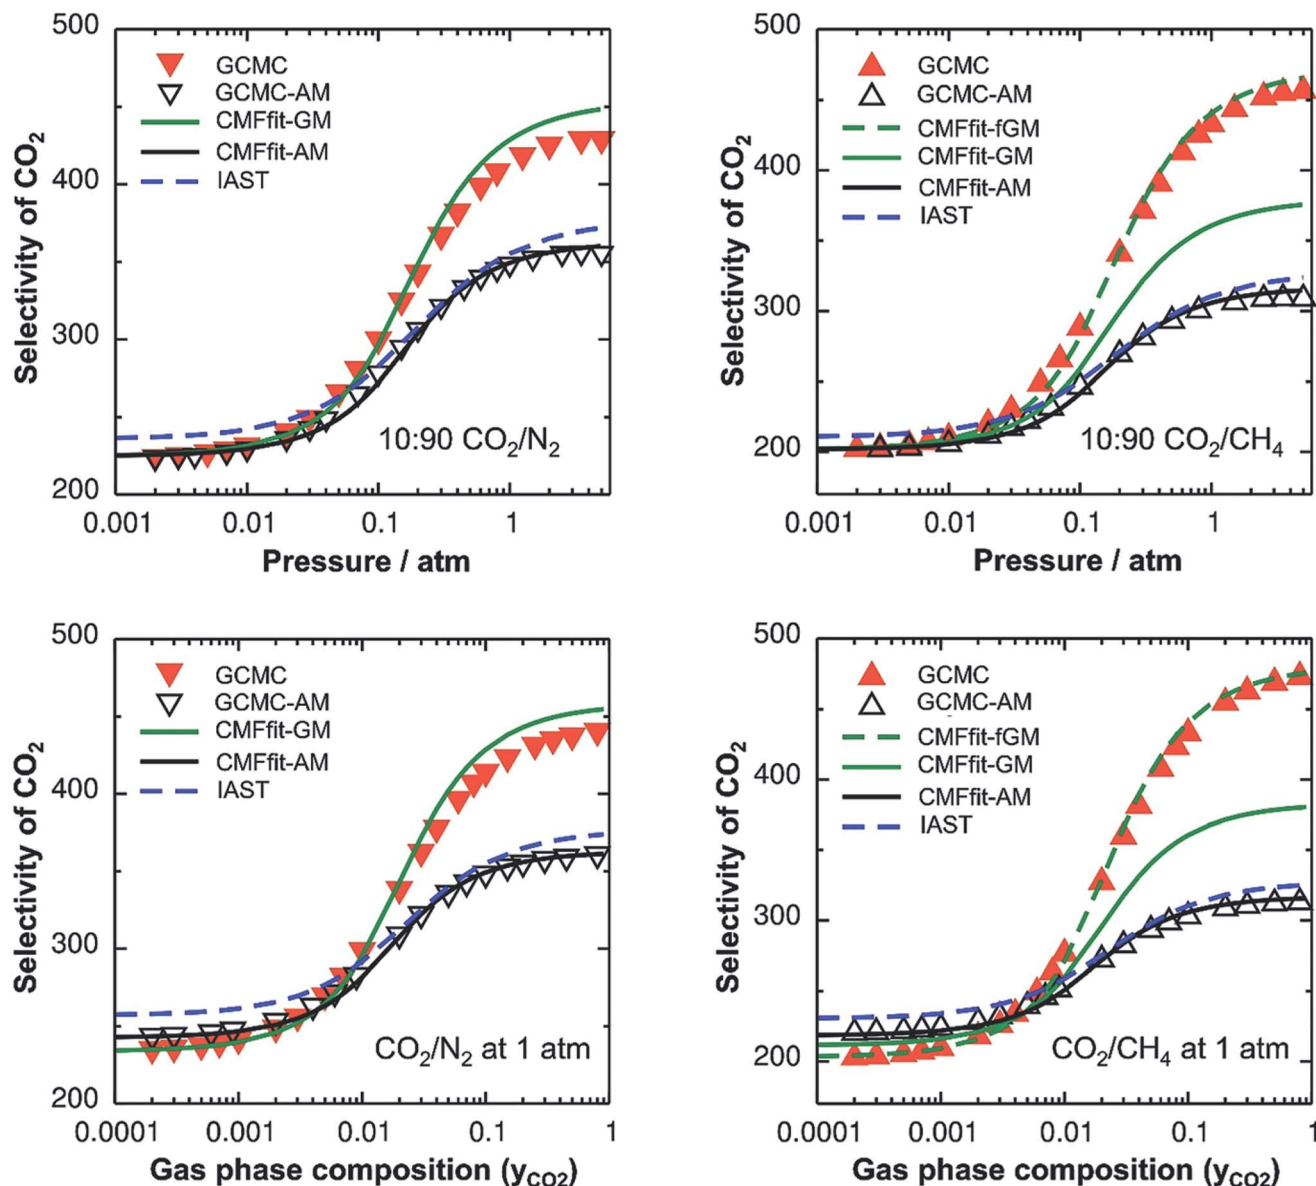 500
400
300
200
Selectivity of CO2
GCMC
GCMC-AM
CMFfit-GM
CMFfit-AM
IAST
10:90 CO2/N2
0.001 0.01 0.1 1
Pressure / atm
500
400
300
200
Selectivity of CO2
GCMC
GCMC-AM
CMFfit-fGM
CMFfit-GM
CMFfit-AM
IAST
10:90 CO2/CH4
0.001 0.01 0.1 1
Pressure / atm
500
400
300
200
Selectivity of CO2
GCMC
GCMC-AM
CMFfit-GM
CMFfit-AM
IAST
CO2/N2 at 1 atm
0.0001 0.001 0.01 0.1 1
Gas phase composition (yCO2)
500
400
300
200
Selectivity of CO2
GCMC
GCMC-AM
CMFfit-fGM
CMFfit-GM
CMFfit-AM
IAST
CO2/CH4 at 1 atm
0.0001 0.001 0.01 0.1 1
Gas phase composition (yCO2)